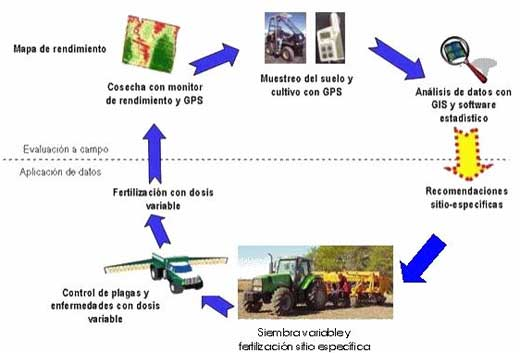 Mapa de rendimiento
Cosecha con monitor
de rendimiento y GPS
Muestreo del suelo y
cultivo con GPS
Análisis de datos con
GIS y software
estadístico
Evaluación a campo
Aplicación de datos
Recomendaciones
sitio-específicas
Fertilización con dosis
variable
Control de plagas y
enfermedades con dosis
variable
Siembra variable y
fertilización sitio específica